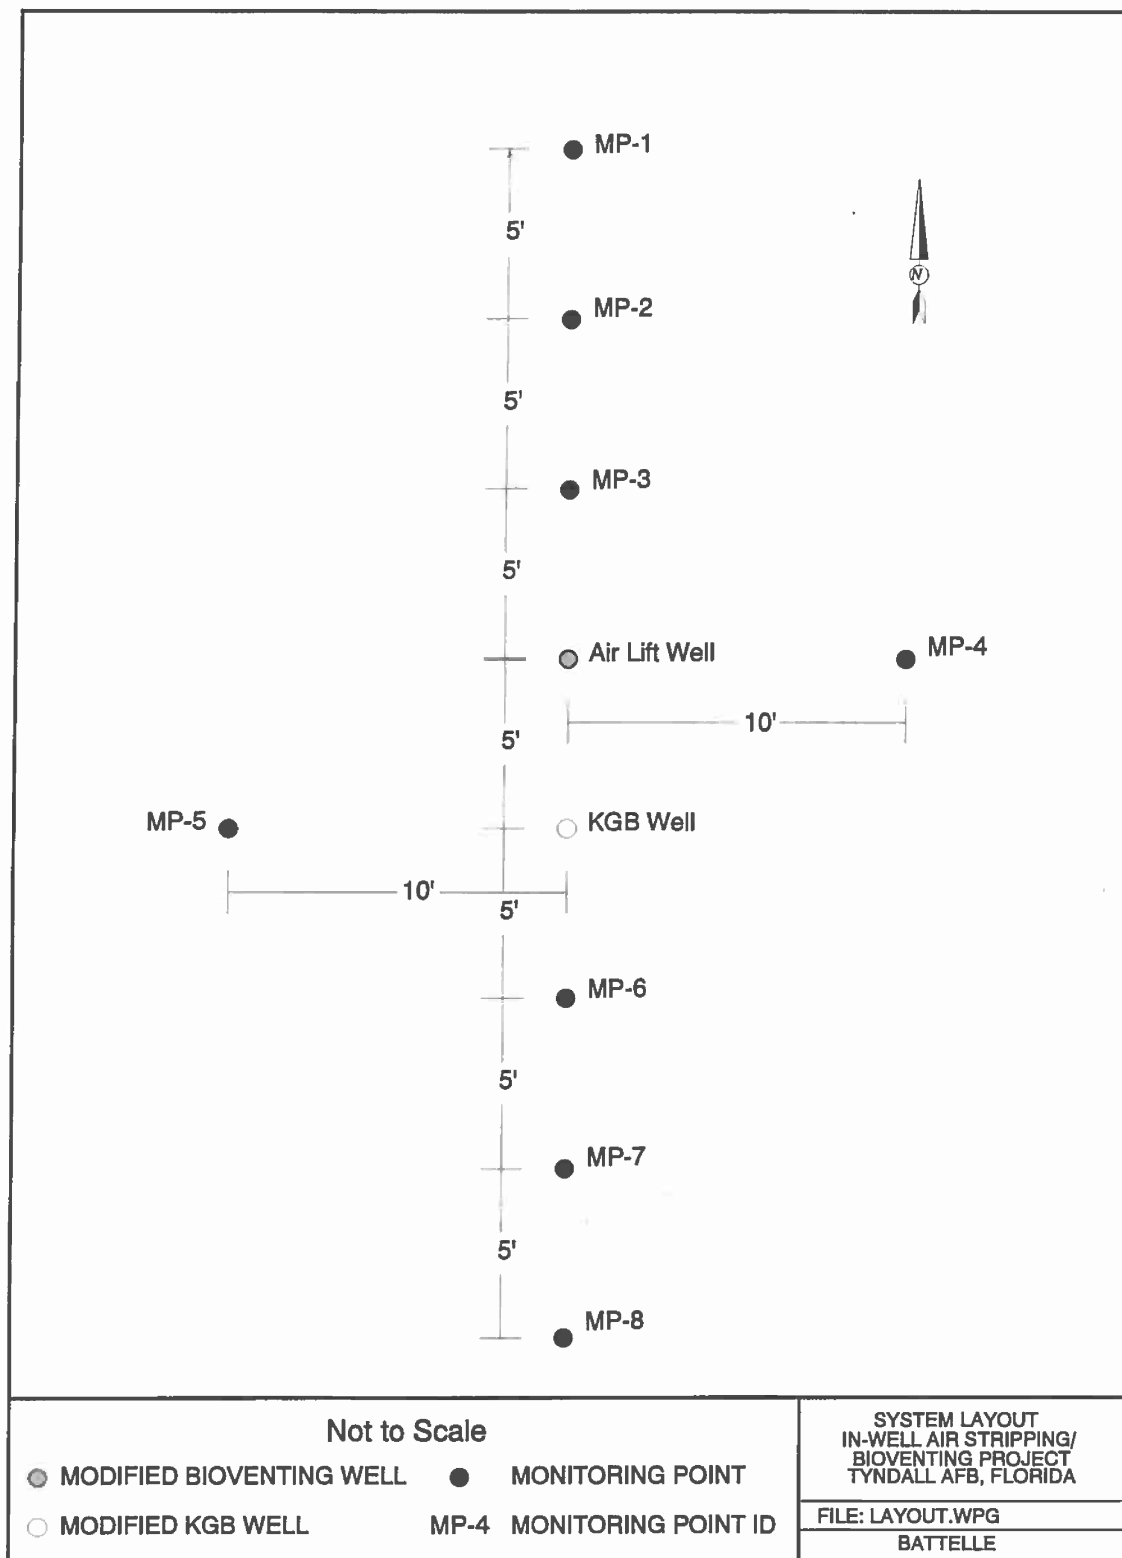 MP-1
5'
N
MP-2
5'
MP-3
5'
Air Lift Well
MP-4
10'
5'
MP-5
KGB Well
10'
5'
MP-6
5'
MP-7
5'
MP-8
Not to Scale
MODIFIED BIOVENTING WELL
MONITORING POINT
MODIFIED KGB WELL
MP-4 MONITORING POINT ID
SYSTEM LAYOUT
IN-WELL AIR STRIPPING/
BIOVENTING PROJECT
TYNDALL AFB, FLORIDA
FILE: LAYOUT.WPG
BATTELLE